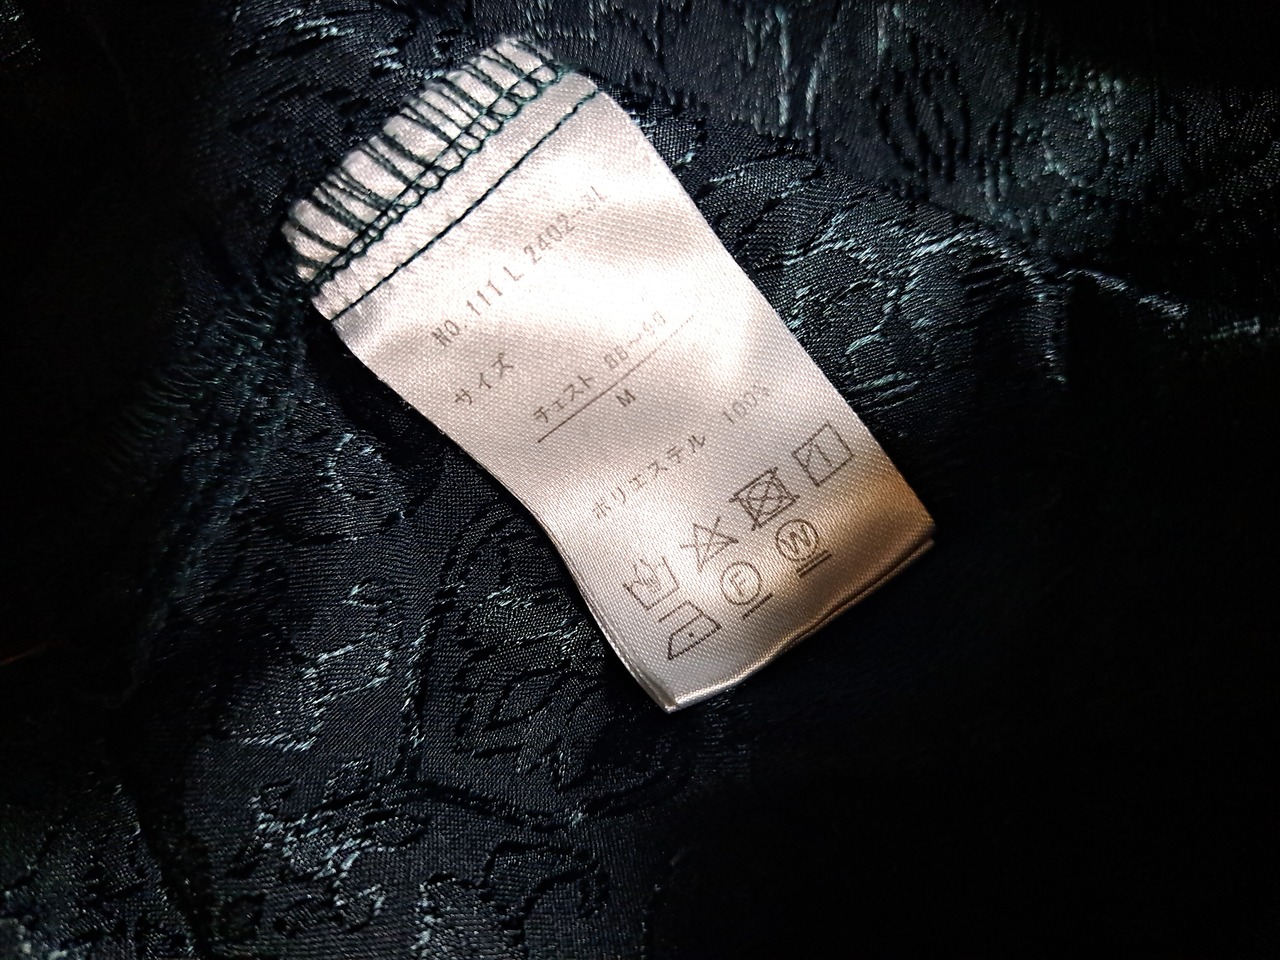 NO. 111 L 2402-31
サイズ
チェスト 88~96
M
ポリエステル 100%
F W